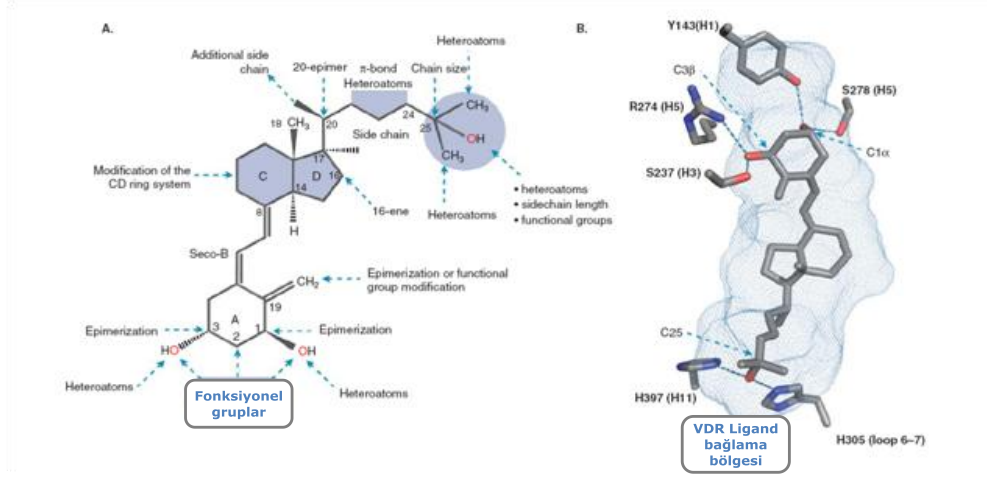 A.
Heteroatoms
Additional side
chain
20-epimer
π-bond
Heteroatoms
Chain size
18 CH₃
20
24
25
CH₃
OH
CH₃
Side chain
17
16
C
D
14
8
H
Modification of the
CD ring system
16-ene
Heteroatoms
• heteroatoms
• sidechain length
• functional groups
Seco-B
CH₂
Epimerization or functional
group modification
19
A
3
2
1
Epimerization
Epimerization
HO
OH
Heteroatoms
Heteroatoms
Fonksiyonel
gruplar
B.
Y143(H1)
C3β
S278 (H5)
R274 (H5)
C1α
S237 (H3)
C25
H397 (H11)
H305 (loop 6–7)
VDR Ligand
bağlama
bölgesi